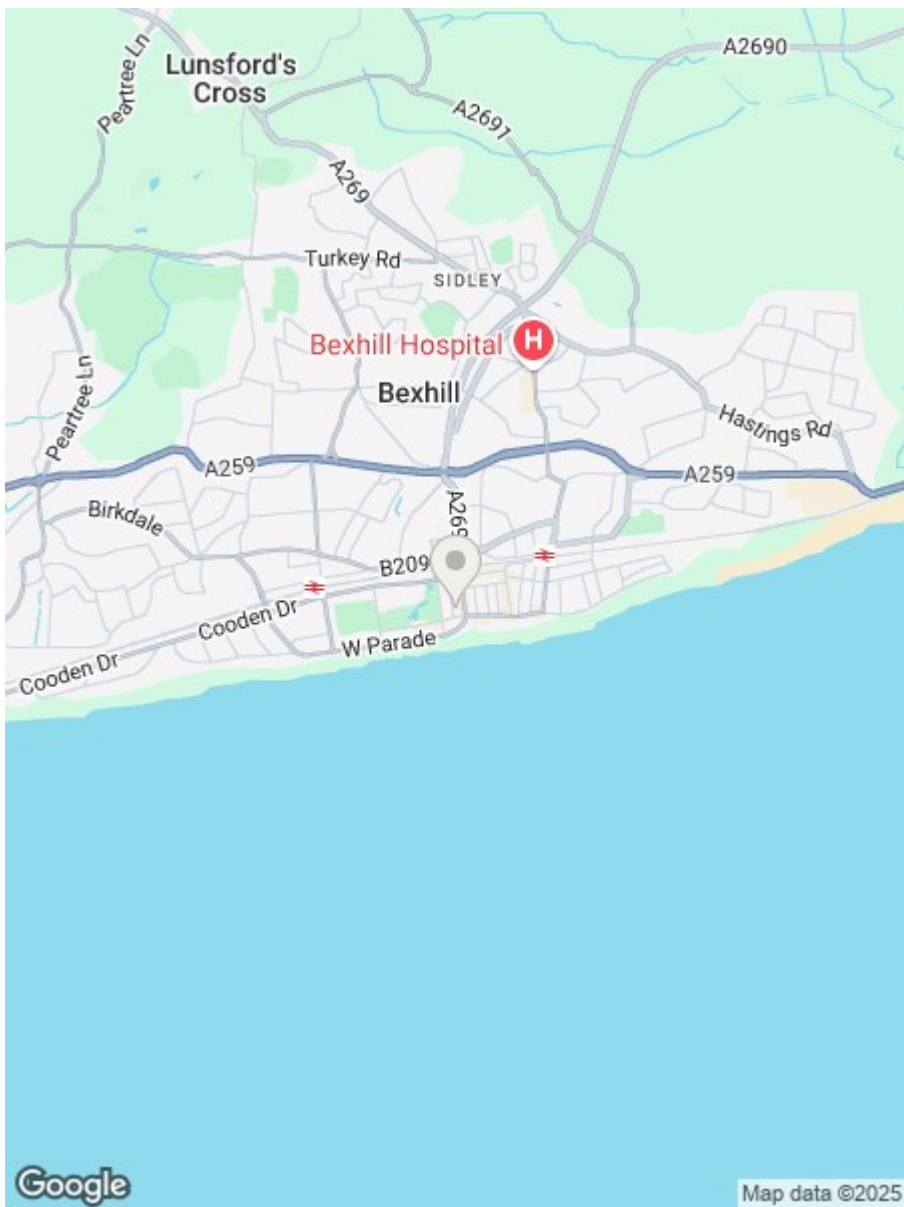 A2690
Peartree Ln
Lunsford's
Cross
A2691
A269
Turkey Rd
SIDLEY
Bexhill Hospital
H
Bexhill
Peartree Ln
Hastings Rd
A259
A259
A269
Birkdale
B209
Cooden Dr
W Parade
Cooden Dr
Google
Map data ©2025